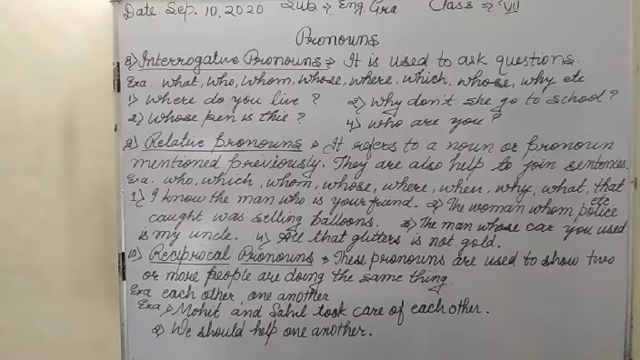 Date Sep. 10, 2020 Sub. → Eng. Gra Class → VII
Pronouns
8) Interrogative Pronouns → It is used to ask questions.
Exa. what, who, whom, whose, where, which, whose, why etc
1) Where do you live? 2) Why don't she go to school?
2) Whose pen is this? 4) Who are you?
9) Relative pronouns → It refers to a noun or pronoun
mentioned previously. They are also help to join sentences.
Exa. who, which, whom, whose, where, when, why, what, that etc
1) I know the man who is your friend. 2) The woman whom police
caught was selling balloons. 3) The man whose car you used
is my uncle. 4) All that glitters is not gold.
10) Reciprocal Pronouns → These pronouns are used to show two
or more people are doing the same thing.
Exa each other, one another
Exa → Mohit and Sahil took care of each other.
2) We should help one another.